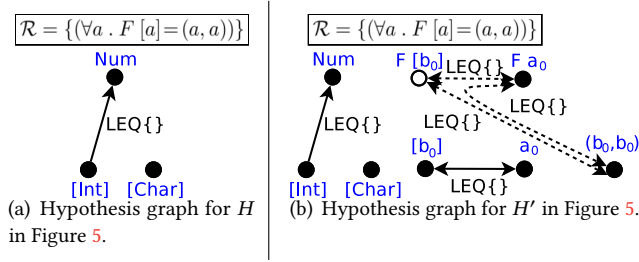 R = {(∀a . F [a]=(a, a))}
Num
LEQ{}
[Int] [Char]
(a) Hypothesis graph for H
in Figure 5.
R = {(∀a . F [a]=(a, a))}
Num F [b₀] LEQ{} F a₀
LEQ{} LEQ{} LEQ{}
[b₀] a₀ (b₀,b₀)
[Int] [Char] LEQ{}
(b) Hypothesis graph for H′ in Figure 5.